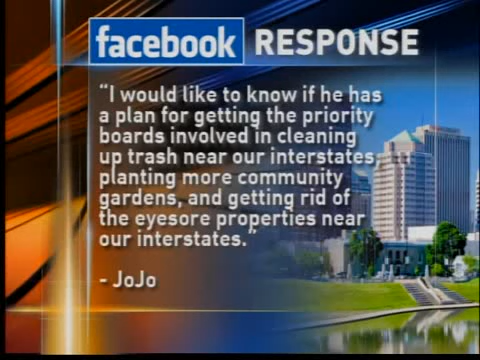 facebook RESPONSE
“I would like to know if he has
a plan for getting the priority
boards involved in cleaning
up trash near our interstates,
planting more community
gardens, and getting rid of
the eyesore properties near
our interstates.”
- JoJo